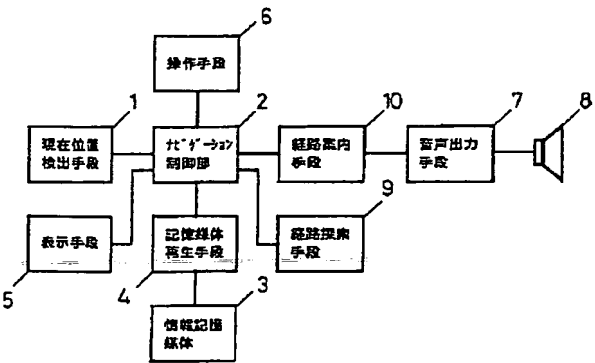 6
操作手段
1
現在位置
検出手段
2
ナビゲーション
制御部
10
経路案内
手段
7
音声出力
手段
8
表示手段
5
記憶媒体
再生手段
4
経路探索
手段
9
情報記憶
媒体
3